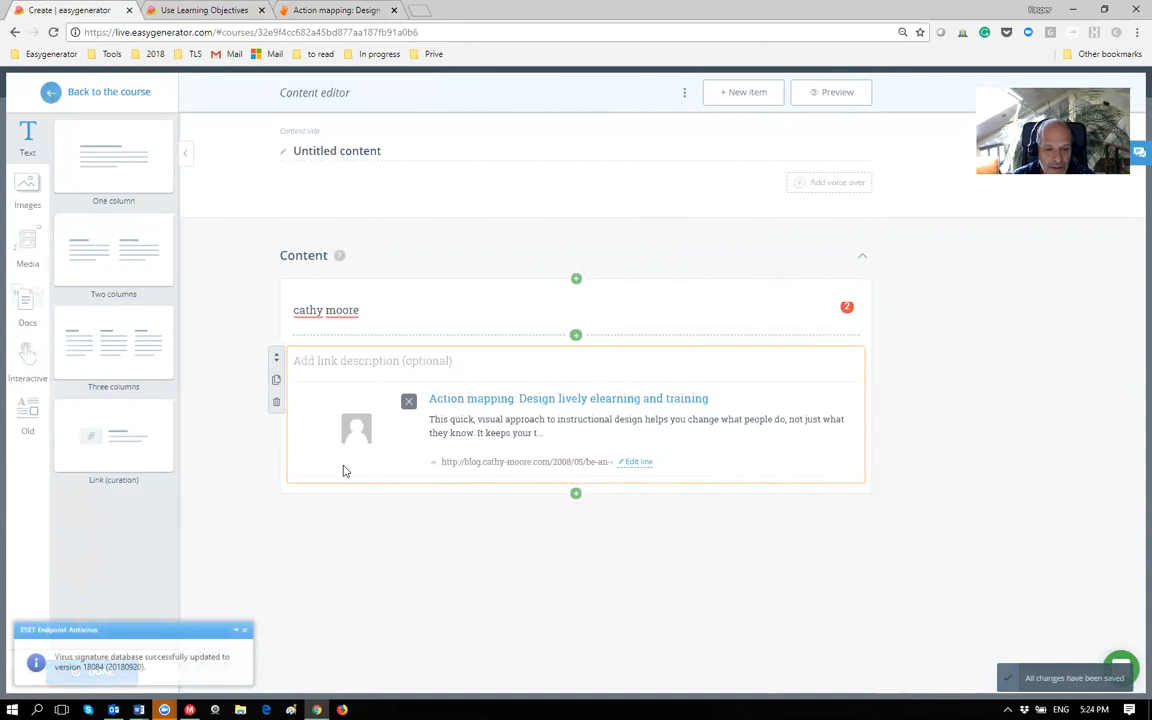 Create | easygenerator
Use Learning Objectives
Action mapping: Design
Kasper
https://live.easygenerator.com/#courses/32e9f4cc682a45bd877aa187fb91a0b6
Easygenerator
Tools
2018
TLS
Mail
Mail
to read
In progress
Prive
Other bookmarks
Back to the course
Content editor
+ New item
Preview
T
Text
Images
Media
Docs
Interactive
Old
One column
Two columns
Three columns
Link (curation)
Content title
Untitled content
Add voice over
Content ?
cathy moore
2
Add link description (optional)
Action mapping: Design lively elearning and training
This quick, visual approach to instructional design helps you change what people do, not just what
they know. It keeps your t...
http://blog.cathy-moore.com/2008/05/be-an-
Edit link
ESET Endpoint Antivirus
Virus signature database successfully updated to
version 18084 (20180920).
All changes have been saved
ENG
5:24 PM